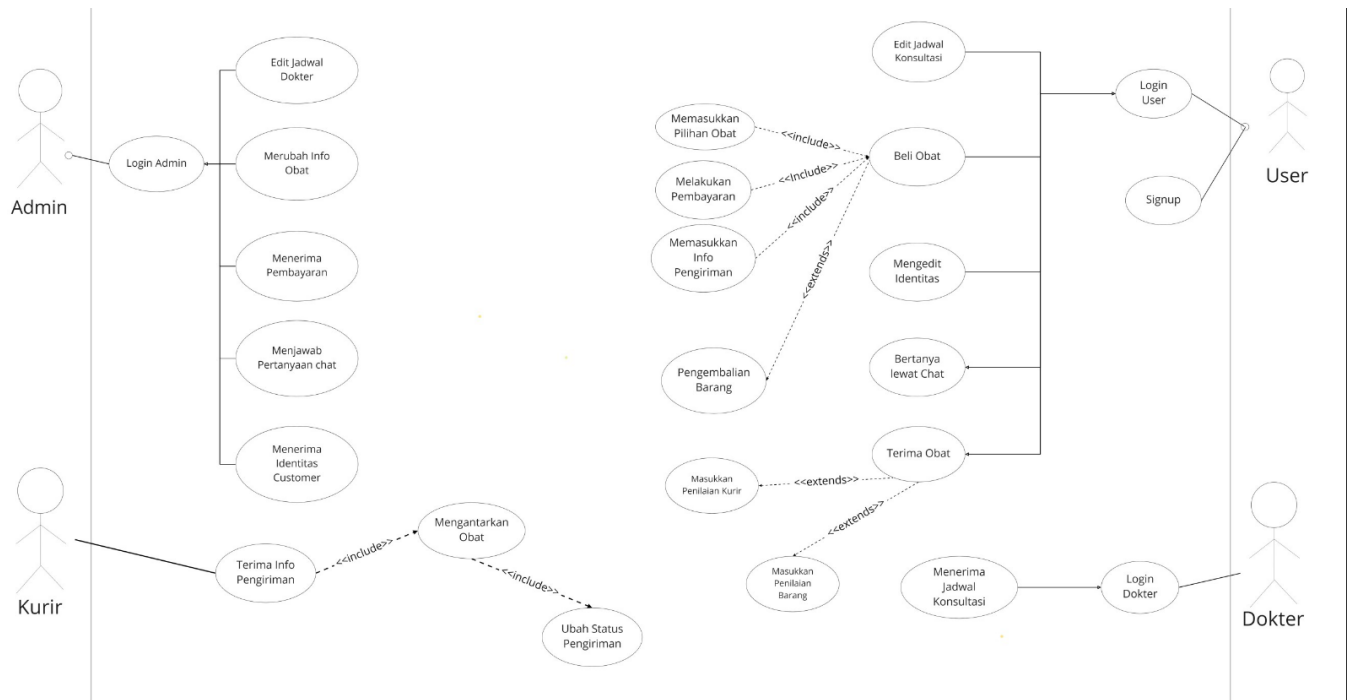 Edit Jadwal
Dokter
Login Admin
Merubah Info
Obat
Menerima
Pembayaran
Menjawab
Pertanyaan chat
Menerima
Identitas
Customer
Admin
Kurir
Terima Info
Pengiriman
<<include>>
Mengantarkan
Obat
<<include>>
Ubah Status
Pengiriman
Edit Jadwal
Konsultasi
Memasukkan
Pilihan Obat
<<include>>
Beli Obat
Melakukan
Pembayaran
<<Include>>
Memasukkan
Info
Pengiriman
<<include>>
<<extends>>
Pengembalian
Barang
Mengedit
Identitas
Bertanya
lewat Chat
Terima Obat
Masukkan
Penilaian Kurir
<<extends>>
<<extends>>
Masukkan
Penilaian
Barang
Login
User
Signup
User
Menerima
Jadwal
Konsultasi
Login
Dokter
Dokter